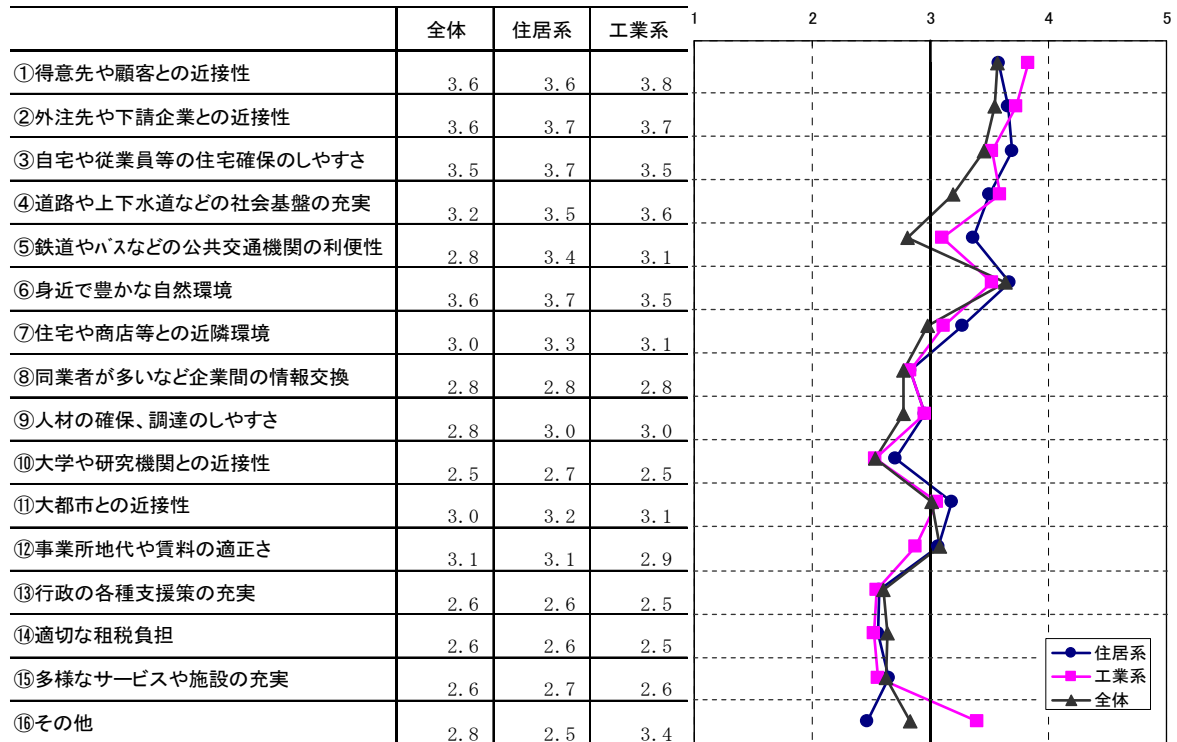 全体 住居系 工業系 1 2 3 4 5
①得意先や顧客との近接性 3.6 3.6 3.8
②外注先や下請企業との近接性 3.6 3.7 3.7
③自宅や従業員等の住宅確保のしやすさ 3.5 3.7 3.5
④道路や上下水道などの社会基盤の充実 3.2 3.5 3.6
⑤鉄道やバスなどの公共交通機関の利便性 2.8 3.4 3.1
⑥身近で豊かな自然環境 3.6 3.7 3.5
⑦住宅や商店等との近隣環境 3.0 3.3 3.1
⑧同業者が多いなど企業間の情報交換 2.8 2.8 2.8
⑨人材の確保、調達のしやすさ 2.8 3.0 3.0
⑩大学や研究機関との近接性 2.5 2.7 2.5
⑪大都市との近接性 3.0 3.2 3.1
⑫事業所地代や賃料の適正さ 3.1 3.1 2.9
⑬行政の各種支援策の充実 2.6 2.6 2.5
⑭適切な租税負担 2.6 2.6 2.5
⑮多様なサービスや施設の充実 2.6 2.7 2.6
⑯その他 2.8 2.5 3.4
住居系
工業系
全体